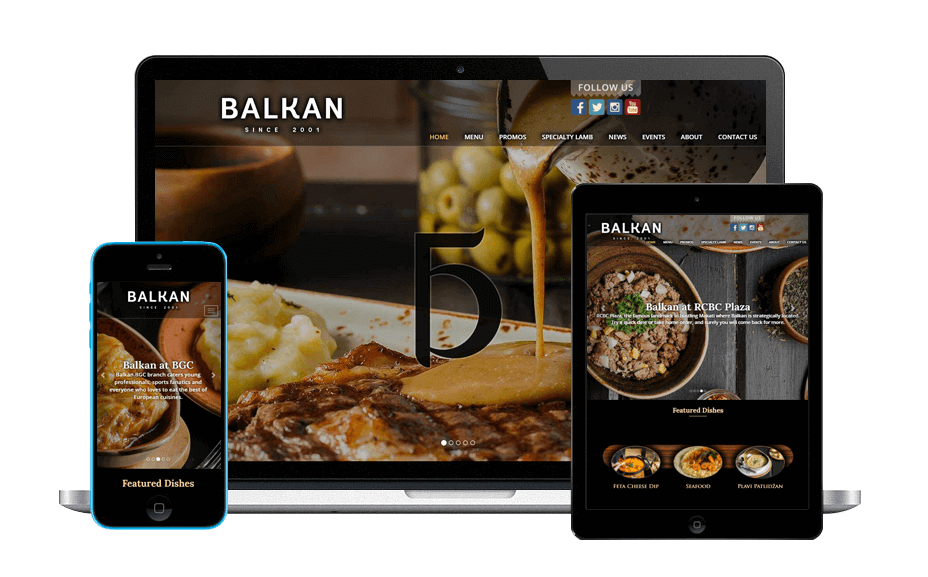 BALKAN
SINCE 2001
FOLLOW US
HOME MENU PROMOS SPECIALTY LAMB NEWS EVENTS ABOUT CONTACT US
Б
BALKAN
SINCE 2001
Balkan at BGC
Balkan BGC branch caters young
professionals, sports fanatics and
everyone who loves to eat the best of
European cuisines.
Featured Dishes
FOLLOW US
BALKAN
SINCE 2001
HOME MENU PROMOS SPECIALTY LAMB NEWS EVENTS ABOUT CONTACT US
Balkan at RCBC Plaza
RCBC Plaza, the famous landmark in bustling Makati where Balkan is strategically located.
Try a quick dine or take home order, and surely you will come back for more.
Featured Dishes
Feta Cheese Dip Seafood Plavi Patlidžan